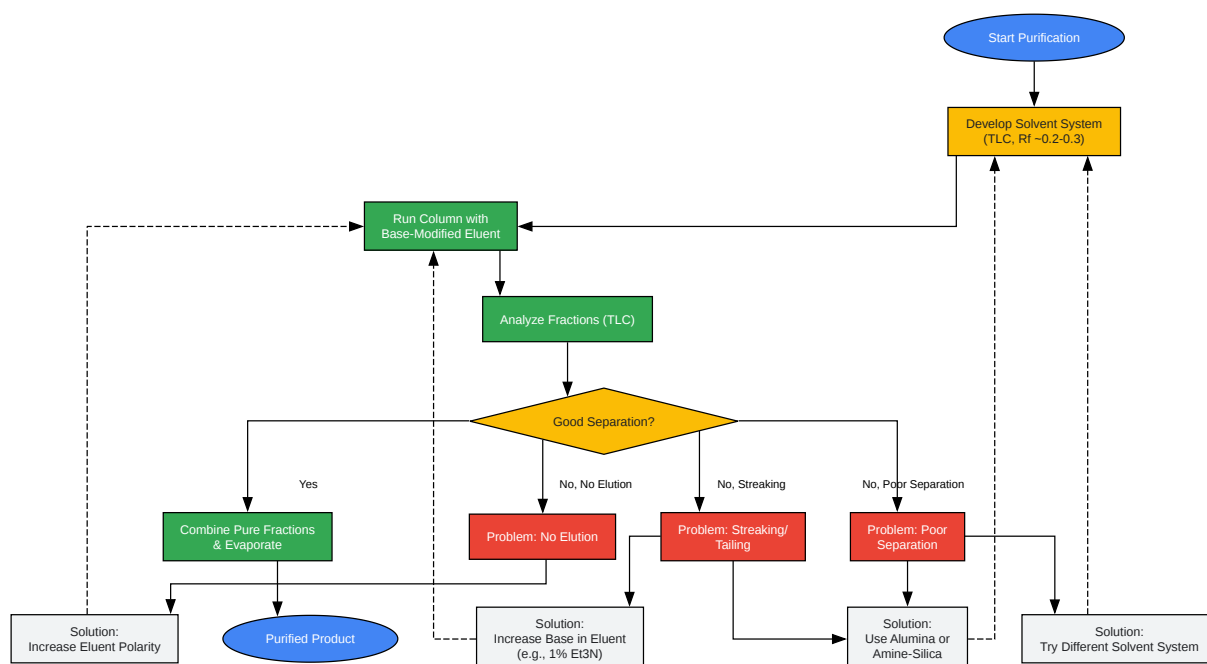 Start Purification
Develop Solvent System
(TLC, Rf ~0.2-0.3)
Run Column with
Base-Modified Eluent
Analyze Fractions (TLC)
Good Separation?
Yes
No, No Elution
No, Streaking
No, Poor Separation
Combine Pure Fractions
& Evaporate
Problem: No Elution
Problem: Streaking/
Tailing
Problem: Poor
Separation
Solution:
Increase Eluent Polarity
Purified Product
Solution:
Increase Base in Eluent
(e.g., 1% Et3N)
Solution:
Use Alumina or
Amine-Silica
Solution:
Try Different Solvent System